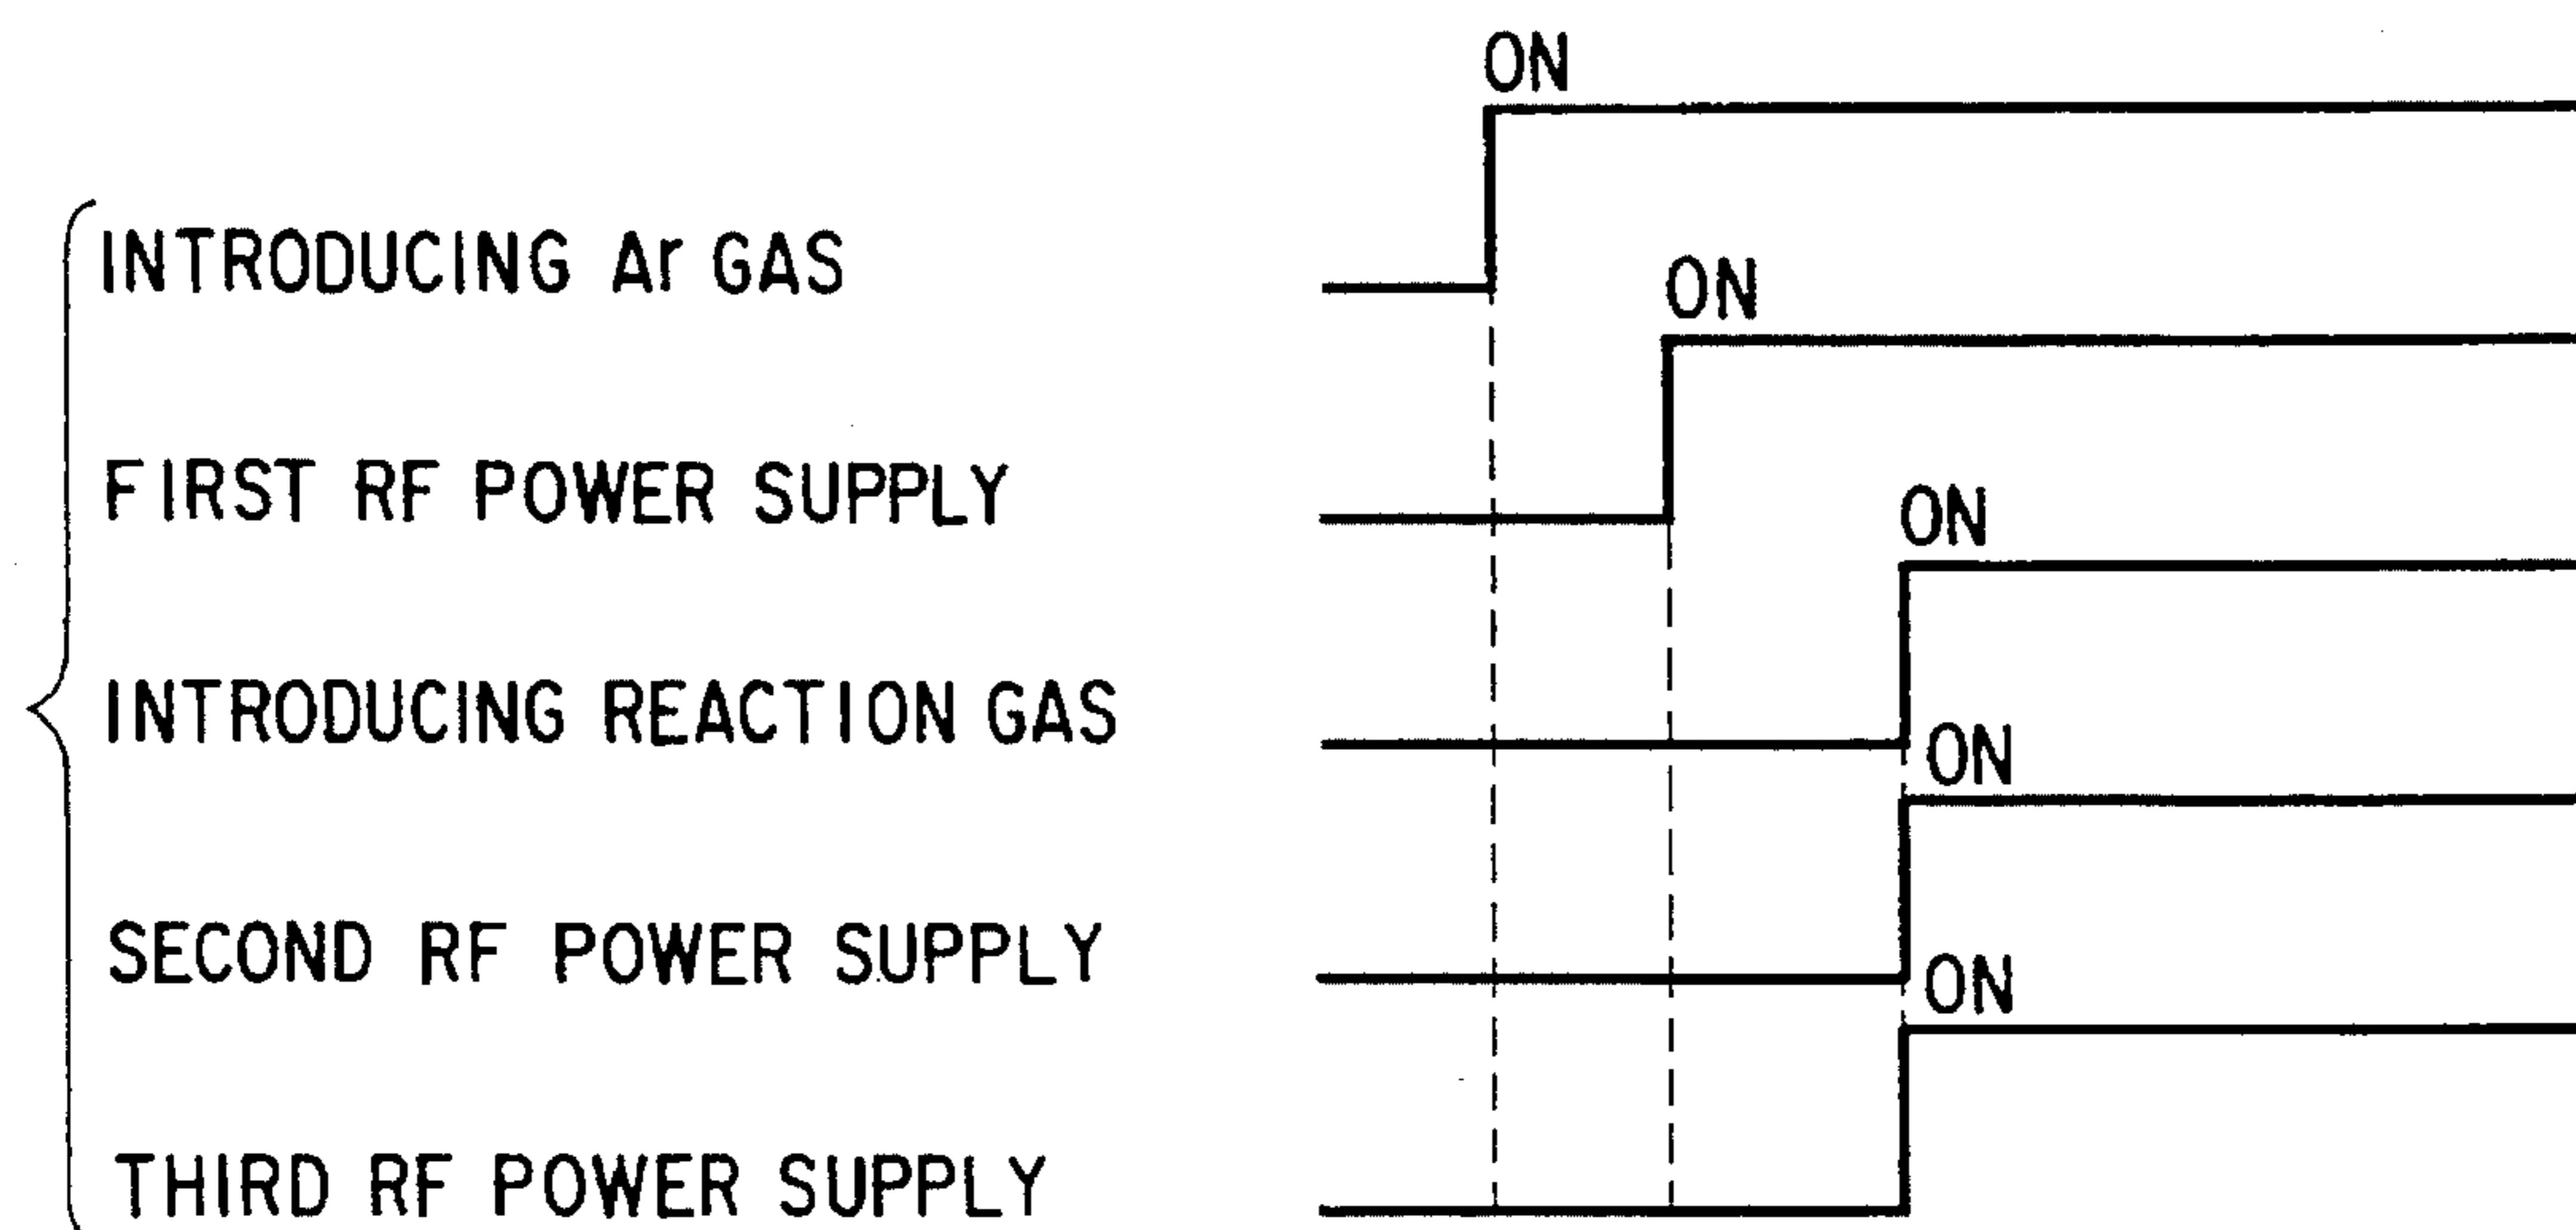 ON
INTRODUCING Ar GAS
ON
FIRST RF POWER SUPPLY
ON
INTRODUCING REACTION GAS
ON
SECOND RF POWER SUPPLY
ON
THIRD RF POWER SUPPLY